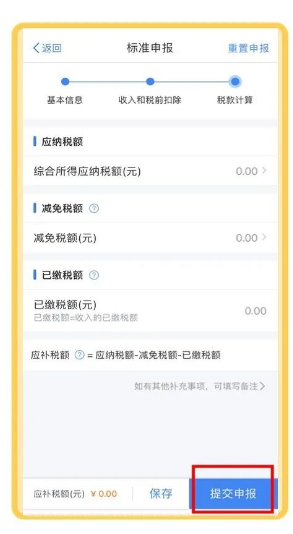 返回
标准申报
重置申报
基本信息
收入和税前扣除
税款计算
应纳税额
综合所得应纳税额(元)
0.00
减免税额 ?
减免税额(元)
0.00
已缴税额 ?
已缴税额(元)
已缴税额=收入的已缴税额
0.00
应补税额 ? = 应纳税额-减免税额-已缴税额
如有其他补充事项，可填写备注
应补税额(元) ¥ 0.00
保存
提交申报